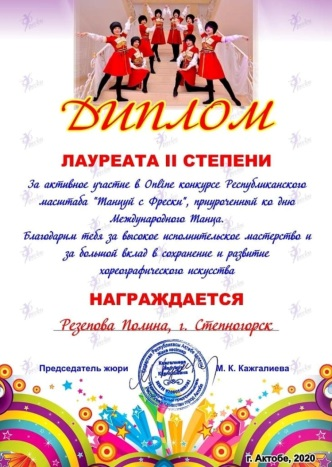 ДИПЛОМ
ЛАУРЕАТА II СТЕПЕНИ
За активное участие в Online конкурсе Республиканского
масштаба "Танцуй с Фрески", приуроченный ко дню
Международного Танца.
Благодарим тебя за высокое исполнительское мастерство и
за большой вклад в сохранение и развитие
хореографического искусства
НАГРАЖДАЕТСЯ
Резепова Полина, г. Степногорск
Председатель жюри М. К. Кажгалиева
г. Актобе, 2020